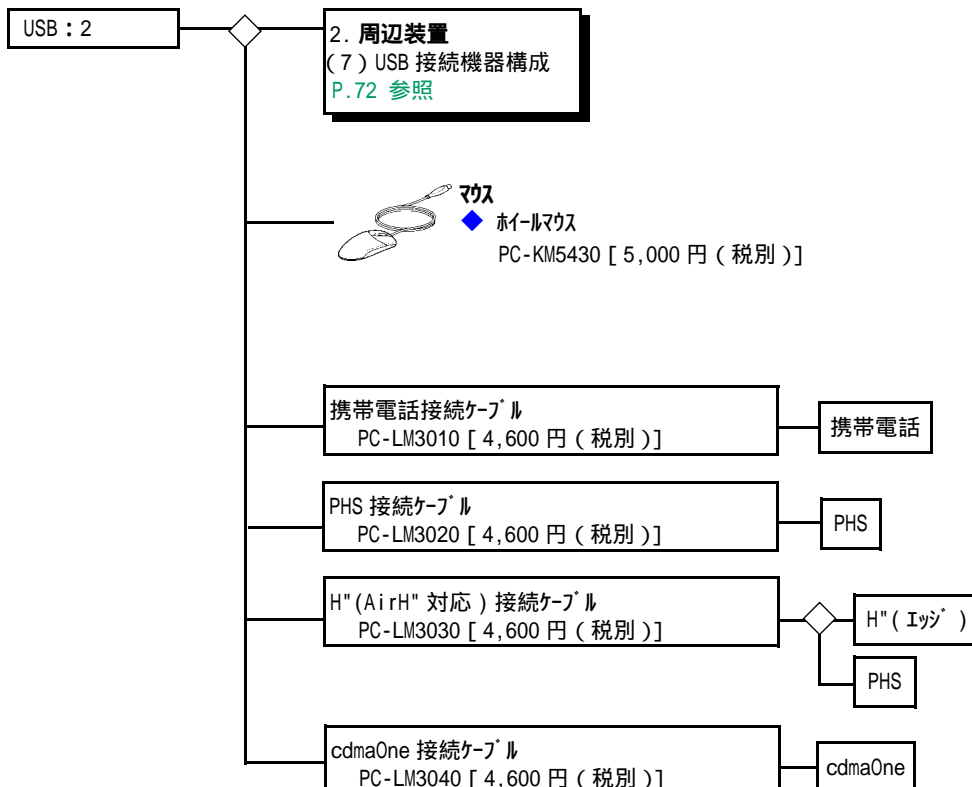 USB：2
2. 周辺装置
(7) USB 接続機器構成
P.72 参照
ﾏｳｽ
◆ ﾎｲｰﾙﾏｳｽ
PC-KM5430 [ 5,000 円 ( 税別 )]
携帯電話接続ｹｰﾌﾞﾙ
PC-LM3010 [ 4,600 円 ( 税別 )]
携帯電話
PHS 接続ｹｰﾌﾞﾙ
PC-LM3020 [ 4,600 円 ( 税別 )]
PHS
H"(AirH" 対応 ) 接続ｹｰﾌﾞﾙ
PC-LM3030 [ 4,600 円 ( 税別 )]
H"( ｴｯｼﾞ )
PHS
cdmaOne 接続ｹｰﾌﾞﾙ
PC-LM3040 [ 4,600 円 ( 税別 )]
cdmaOne